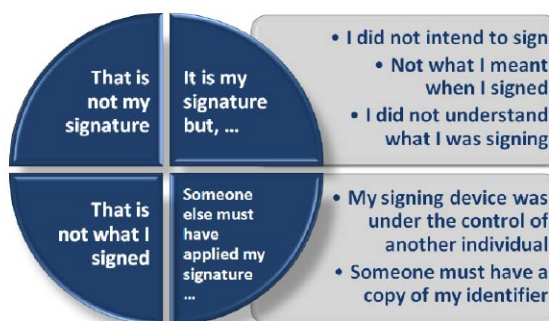 That is
not my
signature
It is my
signature
but, ...
• I did not intend to sign
• Not what I meant
when I signed
• I did not understand
what I was signing
That is
not what I
signed
Someone
else must
have
applied my
signature
...
• My signing device was
under the control of
another individual
• Someone must have a
copy of my identifier